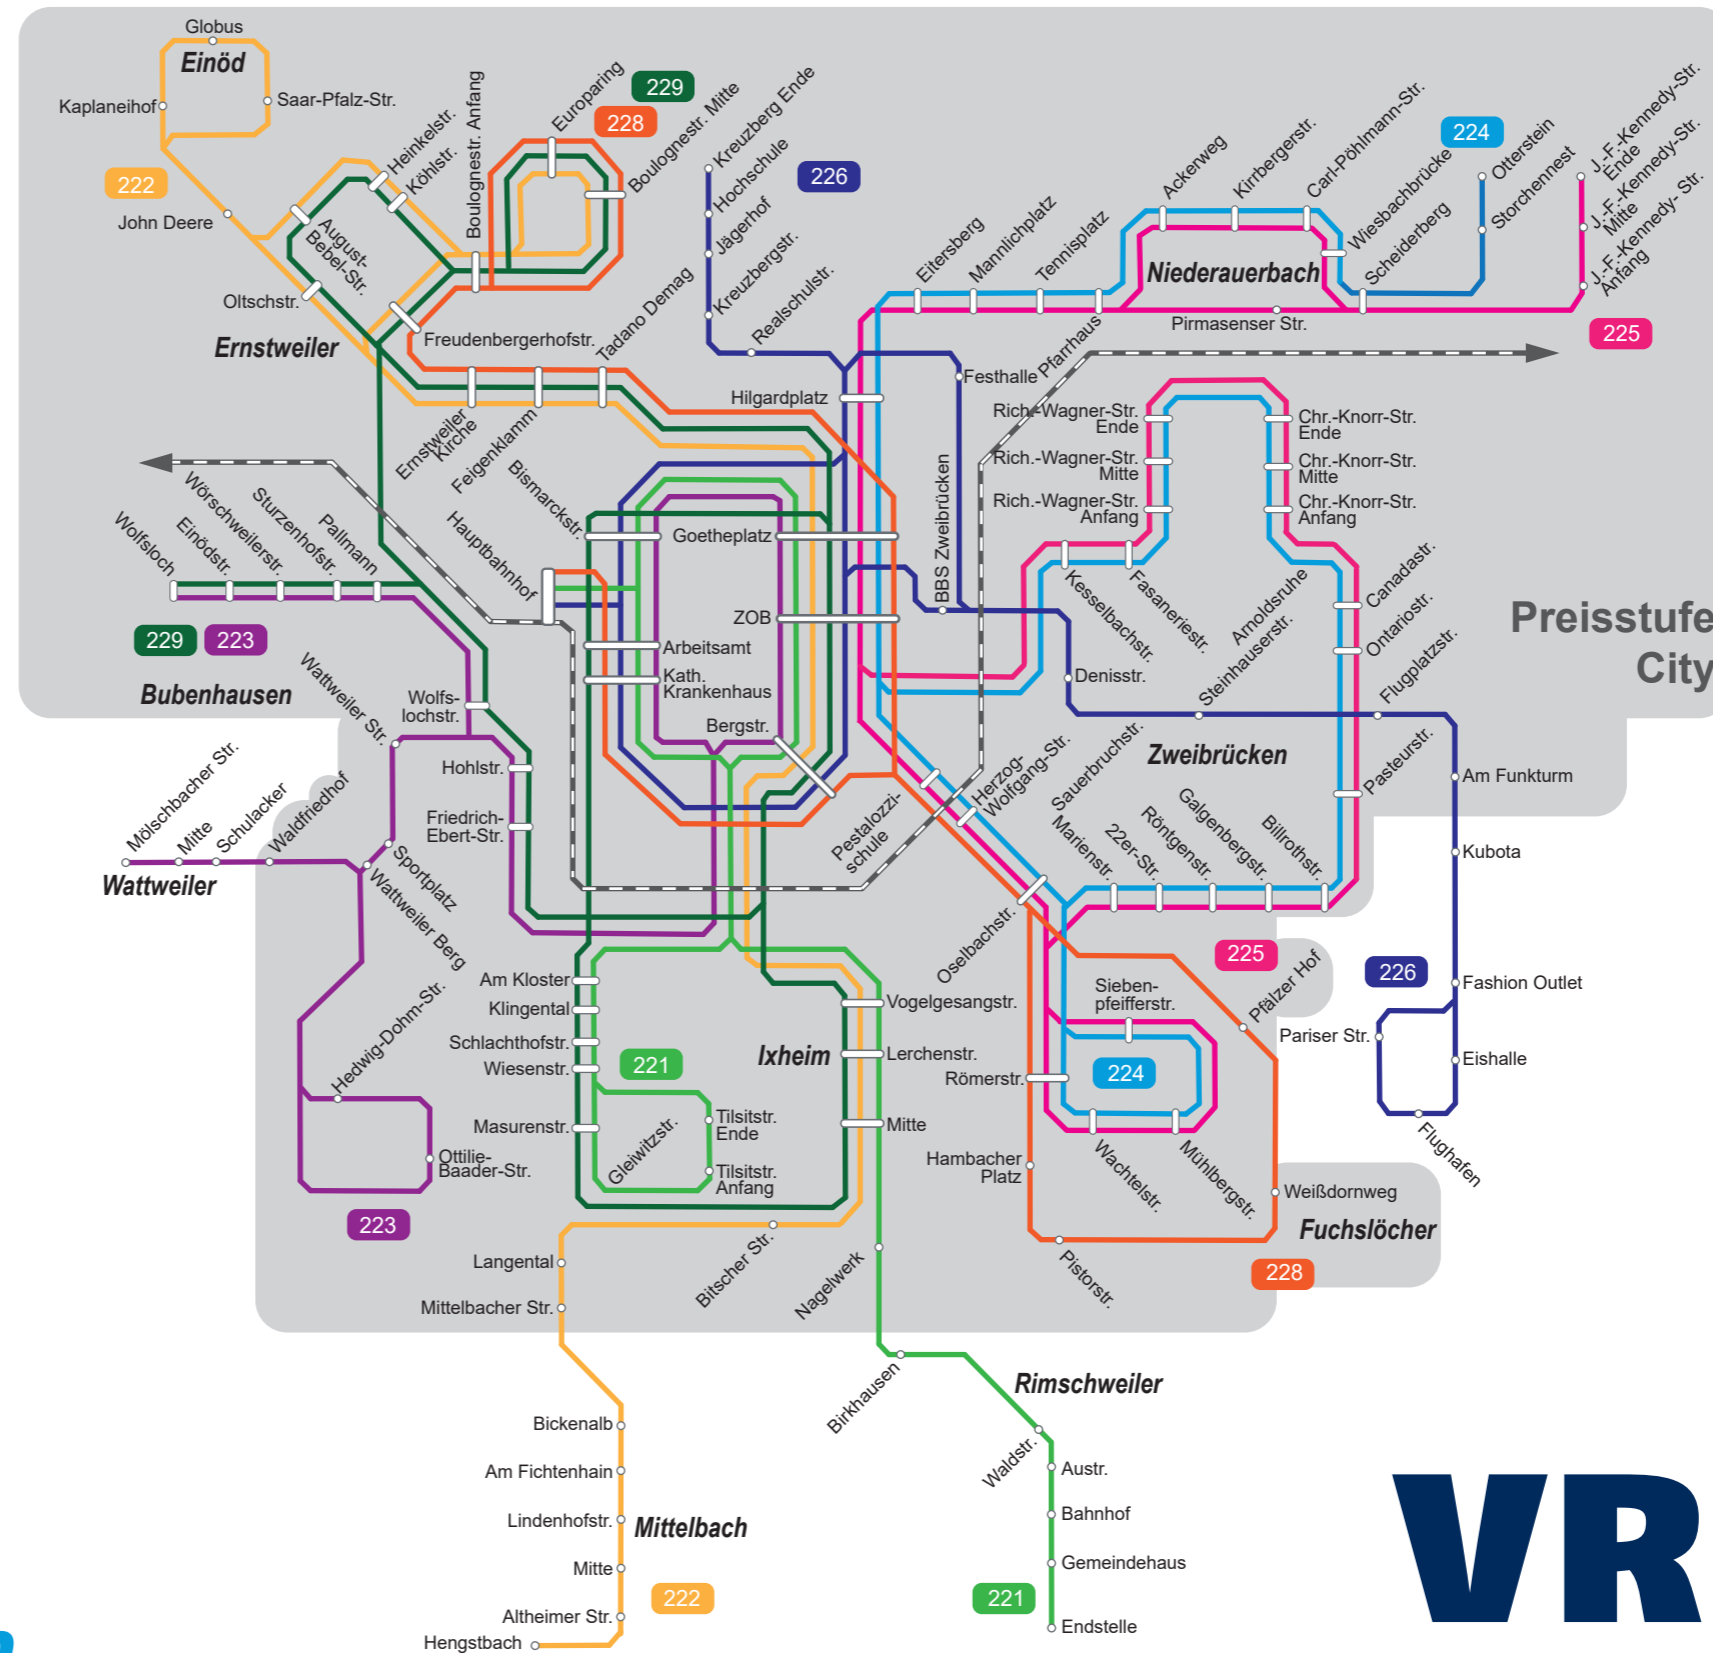 Globus
Einöd
Kaplaneihof
Saar-Pfalz-Str.
222
John Deere
Heinkelstr.
Köhlstr.
August-
Bebel-Str.
Oltschstr.
Ernstweiler
Boulognestr. Anfang
Europaring
229
228
Boulognestr. Mitte
Freudenbergerhofstr.
Tadano Demag
Ernstweiler
Kirche
Feigenklamm
Kreuzberg Ende
Hochschule
226
Jägerhof
Kreuzbergstr.
Realschulstr.
Hilgardplatz
Festhalle
Eitersberg
Mannlichplatz
Tennisplatz
Pfarrhaus
Ackerweg
Kirrbergerstr.
Carl-Pöhlmann-Str.
Wiesbachbrücke
224
Scheiderberg
Otterstein
Storchennest
J.-F.-Kennedy-Str.
Ende
J.-F.-Kennedy-Str.
Mitte
J.-F.-Kennedy- Str.
Anfang
Niederauerbach
Pirmasenser Str.
225
Rich.-Wagner-Str.
Ende
Rich.-Wagner-Str.
Mitte
Rich.-Wagner-Str.
Anfang
Chr.-Knorr-Str.
Ende
Chr.-Knorr-Str.
Mitte
Chr.-Knorr-Str.
Anfang
Bismarckstr.
Hauptbahnhof
Goetheplatz
ZOB
Arbeitsamt
Kath.
Krankenhaus
Bergstr.
BBS Zweibrücken
Denisstr.
Kesselbachstr.
Fasaneriestr.
Arnoldsruhe
Steinhauserstr.
Canadastr.
Ontariostr.
Flugplatzstr.
Preisstufe
City
Wolfsloch
Einödstr.
Wörschweilerstr.
Sturzenhofstr.
Pallmann
229
223
Bubenhausen
Wolfs-
lochstr.
Wattweiler Str.
Hohlstr.
Friedrich-
Ebert-Str.
Mölschbacher Str.
Mitte
Schulacker
Waldfriedhof
Wattweiler
Sportplatz
Wattweiler Berg
Hedwig-Dohm-Str.
Ottilie-
Baader-Str.
223
Pestalozzi-
schule
Herzog-
Wolfgang-Str.
Zweibrücken
Sauerbruchstr.
Marienstr.
22er-Str.
Röntgenstr.
Galgenbergstr.
Billrothstr.
Pasteurstr.
Am Funkturm
Kubota
Fashion Outlet
226
Pariser Str.
Eishalle
Flughafen
Oselbachstr.
225
Pfälzer Hof
Sieben-
pfeifferstr.
224
Römerstr.
Wachtelstr.
Mühlbergstr.
Hambacher
Platz
Pistorstr.
Weißdornweg
Fuchslöcher
228
Am Kloster
Klingental
Schlachthofstr.
Wiesenstr.
Masurenstr.
221
Gleiwitzstr.
Tilsitstr.
Ende
Tilsitstr.
Anfang
Ixheim
Vogelgesangstr.
Lerchenstr.
Mitte
Bitscher Str.
Nagelwerk
Langental
Mittelbacher Str.
Bickenalb
Am Fichtenhain
Lindenhofstr.
Mitte
Altheimer Str.
Hengstbach
Mittelbach
222
Birkhausen
Rimschweiler
Waldstr.
Austr.
Bahnhof
Gemeindehaus
Endstelle
221
VR